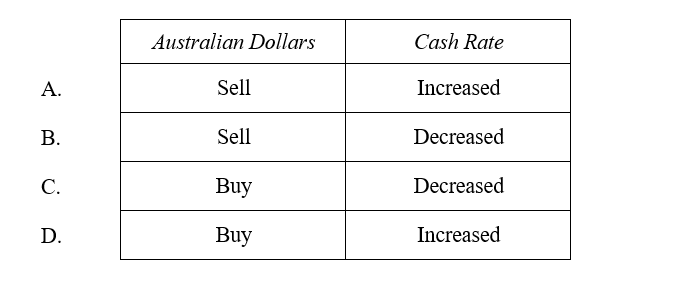 Australian Dollars Cash Rate
A. Sell Increased
B. Sell Decreased
C. Buy Decreased
D. Buy Increased